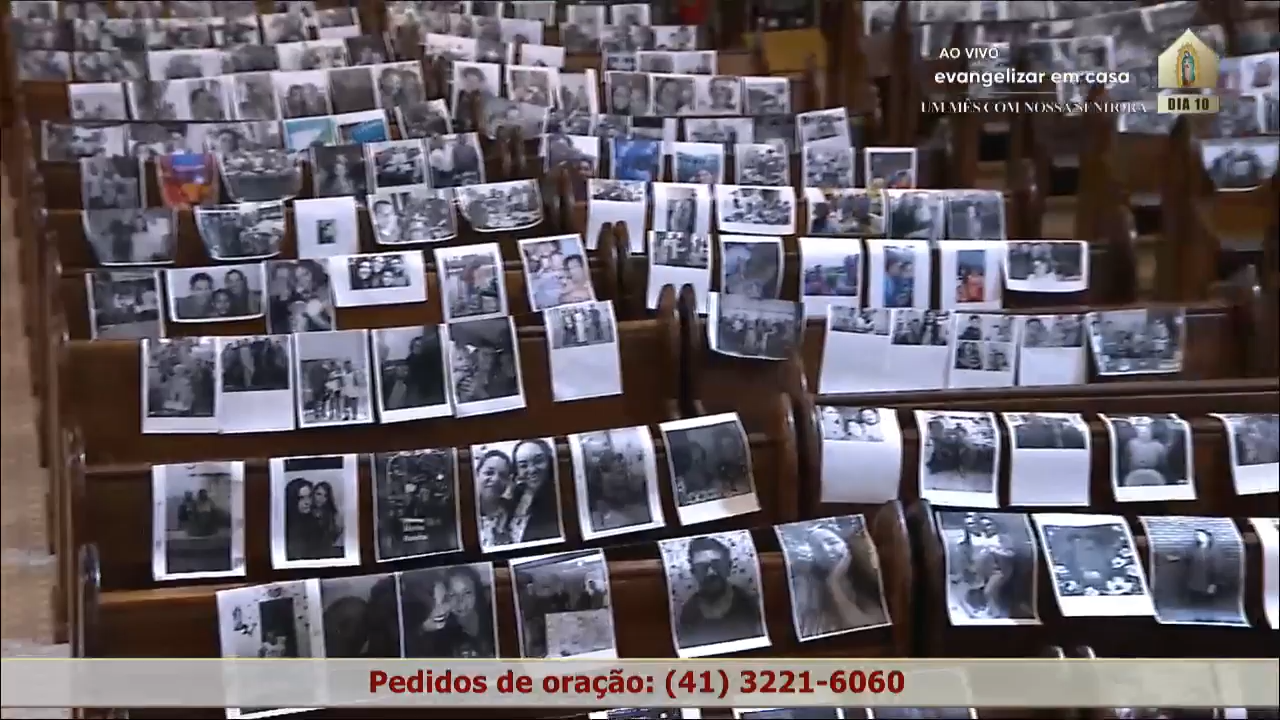 AO VIVO
evangelizar em casa
UM MÊS COM NOSSA SENHORA
DIA 10
Pedidos de oração: (41) 3221-6060